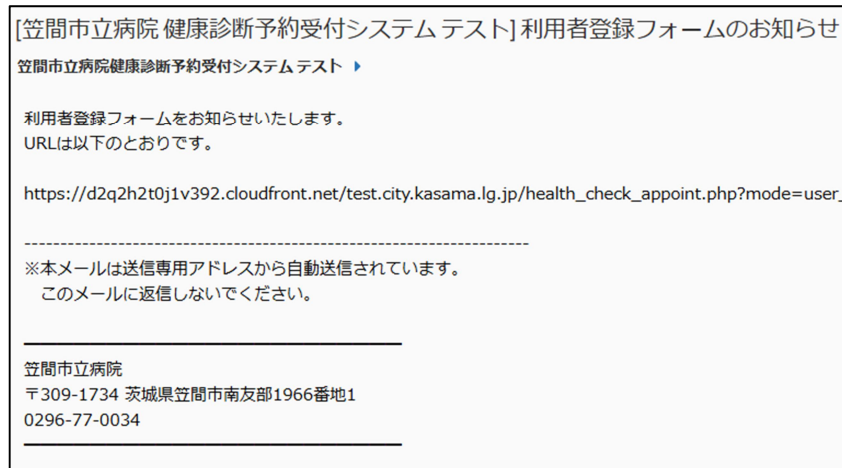 [笠間市立病院 健康診断予約受付システム テスト] 利用者登録フォームのお知らせ
笠間市立病院健康診断予約受付システム テスト
利用者登録フォームをお知らせいたします。
URLは以下のとおりです。
https://d2q2h2t0j1v392.cloudfront.net/test.city.kasama.lg.jp/health_check_appoint.php?mode=user_
----------------------------------------------------------------------
※本メールは送信専用アドレスから自動送信されています。
このメールに返信しないでください。
笠間市立病院
〒309-1734 茨城県笠間市南友部1966番地1
0296-77-0034